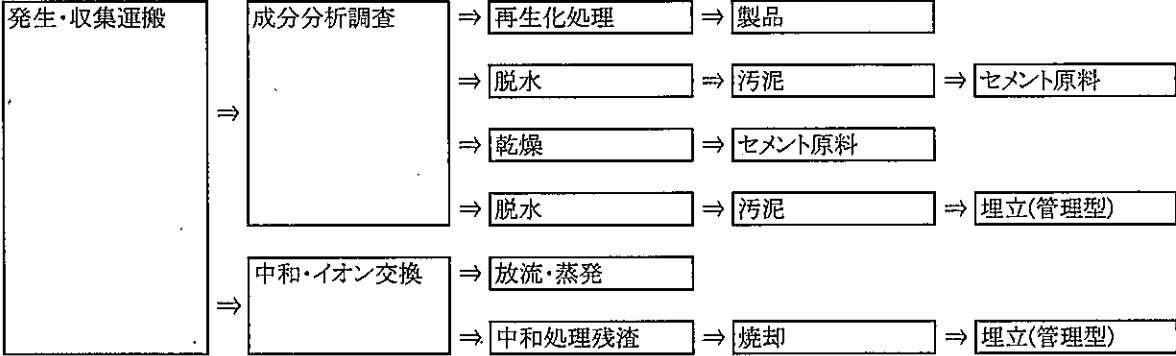 発生・収集運搬
成分分析調査
⇒ 再生化処理 ⇒ 製品
⇒ 脱水 ⇒ 汚泥 ⇒ セメント原料
⇒
⇒ 乾燥 ⇒ セメント原料
⇒ 脱水 ⇒ 汚泥 ⇒ 埋立(管理型)
中和・イオン交換 ⇒ 放流・蒸発
⇒
⇒ 中和処理残渣 ⇒ 焼却 ⇒ 埋立(管理型)